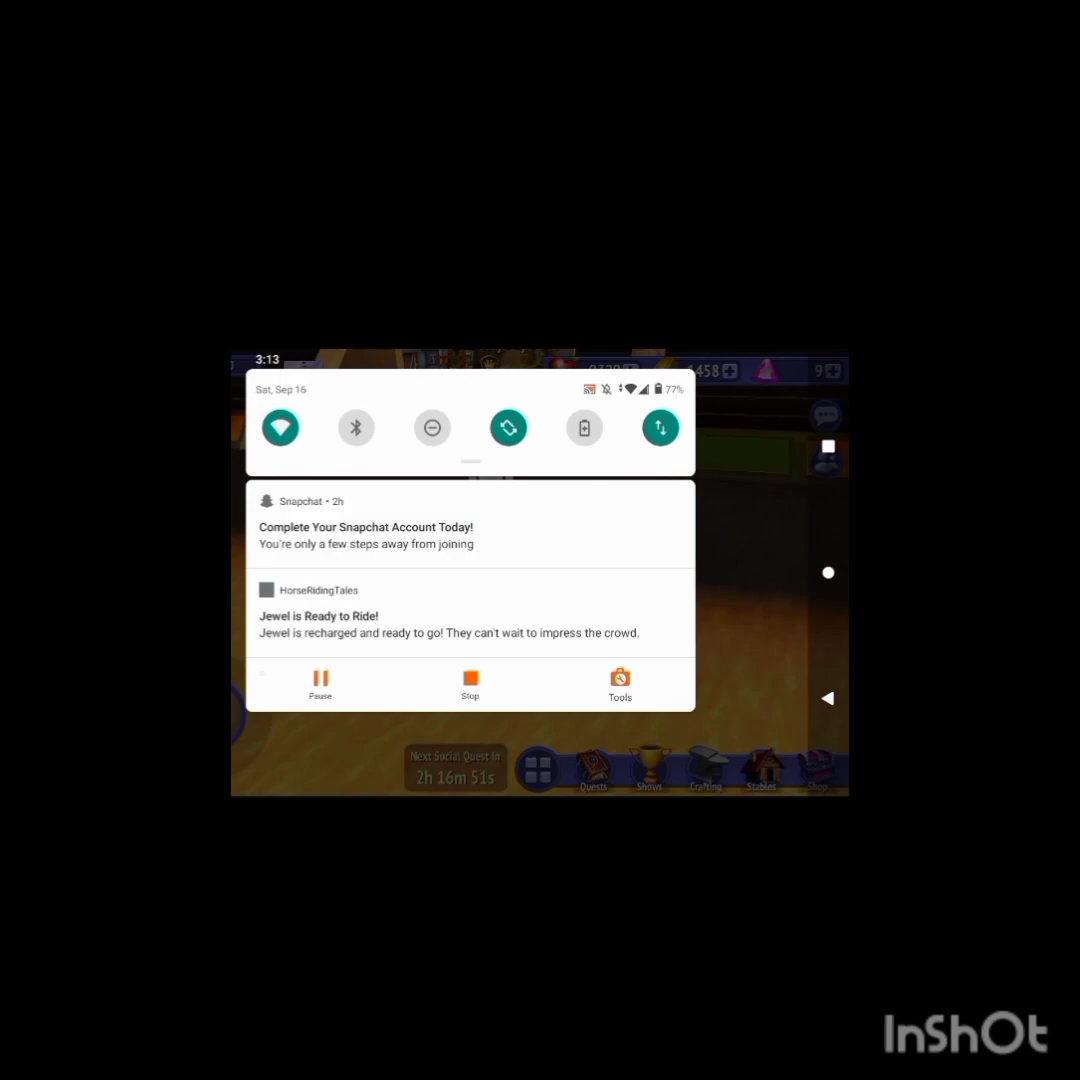 3:13
458
9
Sat, Sep 16
77%
Snapchat • 2h
Complete Your Snapchat Account Today!
You're only a few steps away from joining
HorseRidingTales
Jewel is Ready to Ride!
Jewel is recharged and ready to go! They can't wait to impress the crowd.
Pause
Stop
Tools
Next Social Quest in
2h 16m 51s
Quests
Shows
Crafting
Stables
Shop
InShOt